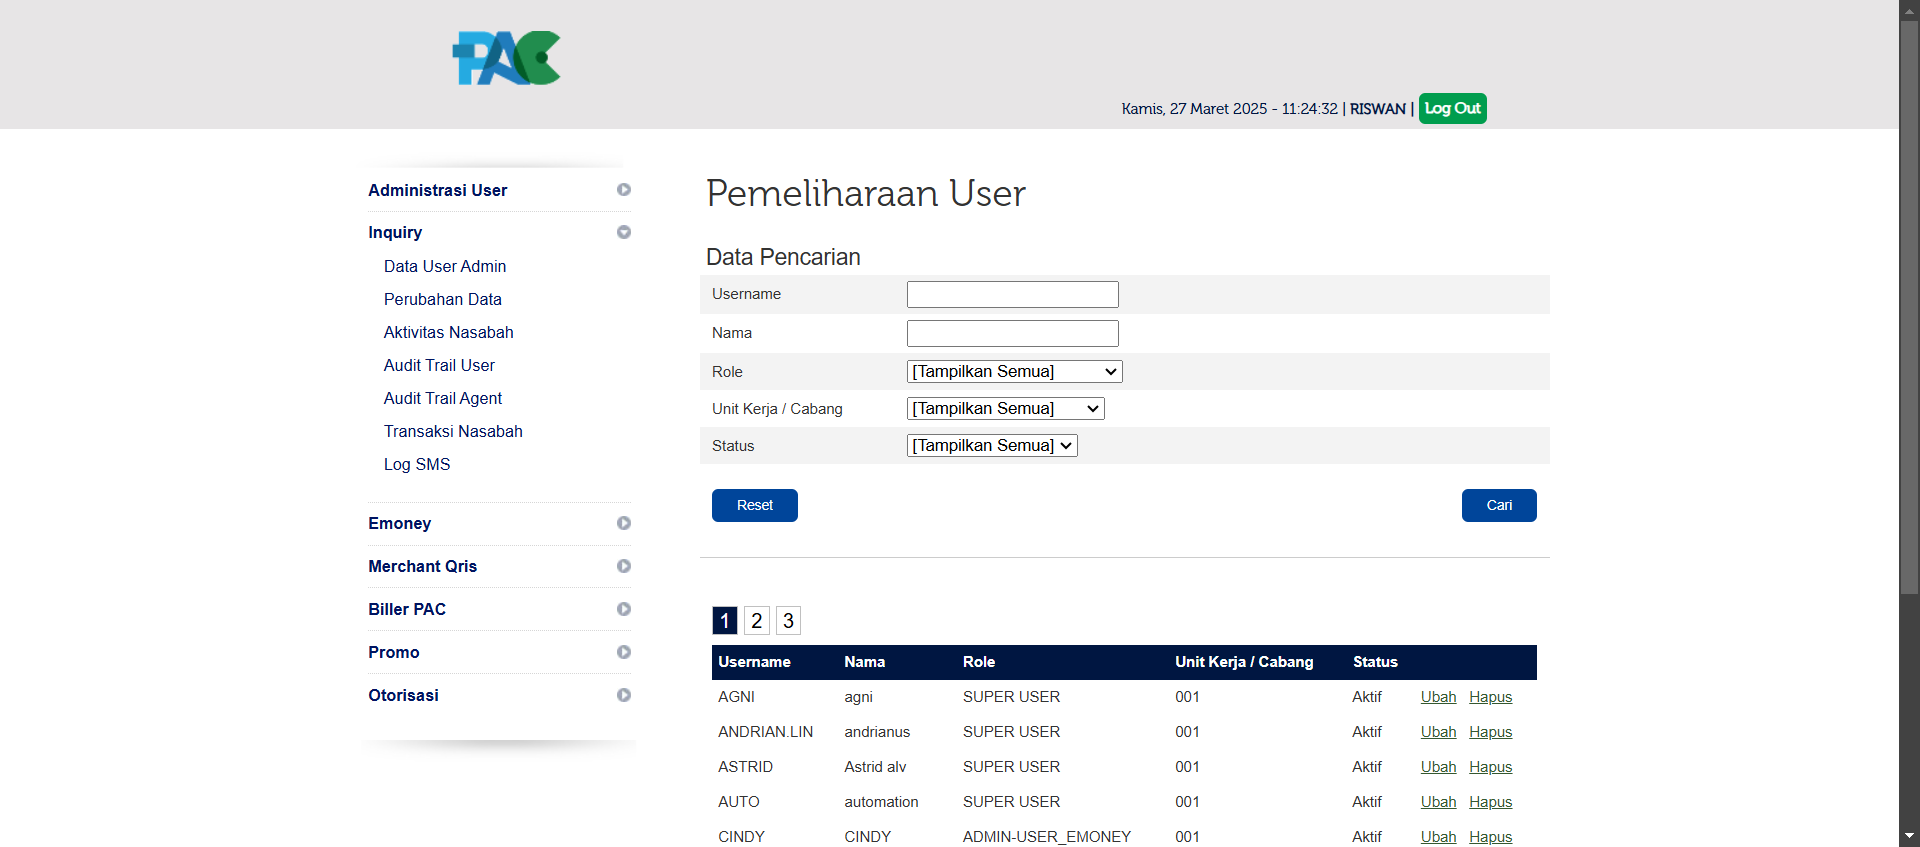 PAC
Kamis, 27 Maret 2025 - 11:24:32 | RISWAN | Log Out
Administrasi User
Inquiry
Data User Admin
Perubahan Data
Aktivitas Nasabah
Audit Trail User
Audit Trail Agent
Transaksi Nasabah
Log SMS
Emoney
Merchant Qris
Biller PAC
Promo
Otorisasi
Pemeliharaan User
Data Pencarian
Username
Nama
Role [Tampilkan Semua]
Unit Kerja / Cabang [Tampilkan Semua]
Status [Tampilkan Semua]
Reset Cari
1 2 3
Username Nama Role Unit Kerja / Cabang Status
AGNI agni SUPER USER 001 Aktif Ubah Hapus
ANDRIAN.LIN andrianus SUPER USER 001 Aktif Ubah Hapus
ASTRID Astrid alv SUPER USER 001 Aktif Ubah Hapus
AUTO automation SUPER USER 001 Aktif Ubah Hapus
CINDY CINDY ADMIN-USER_EMONEY 001 Aktif Ubah Hapus